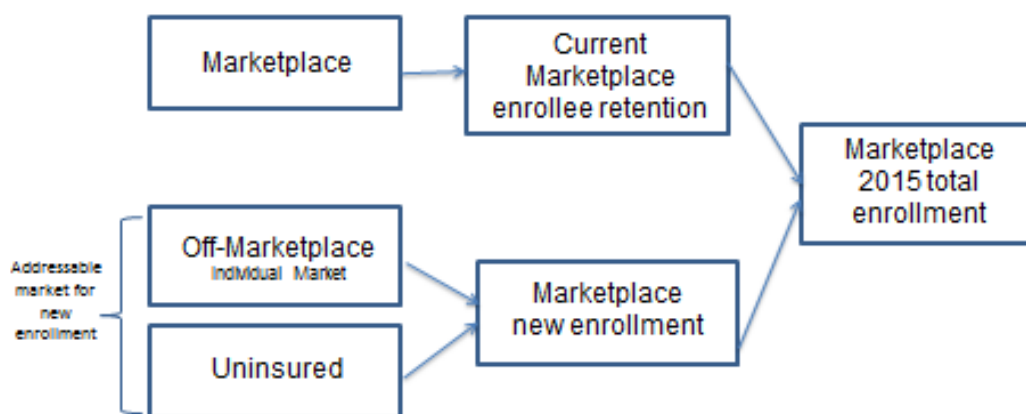 Marketplace
Current
Marketplace
enrollee retention
Marketplace
2015 total
enrollment
Off-Marketplace
Individual Market
Addressable
market for
new
enrollment
Marketplace
new enrollment
Uninsured